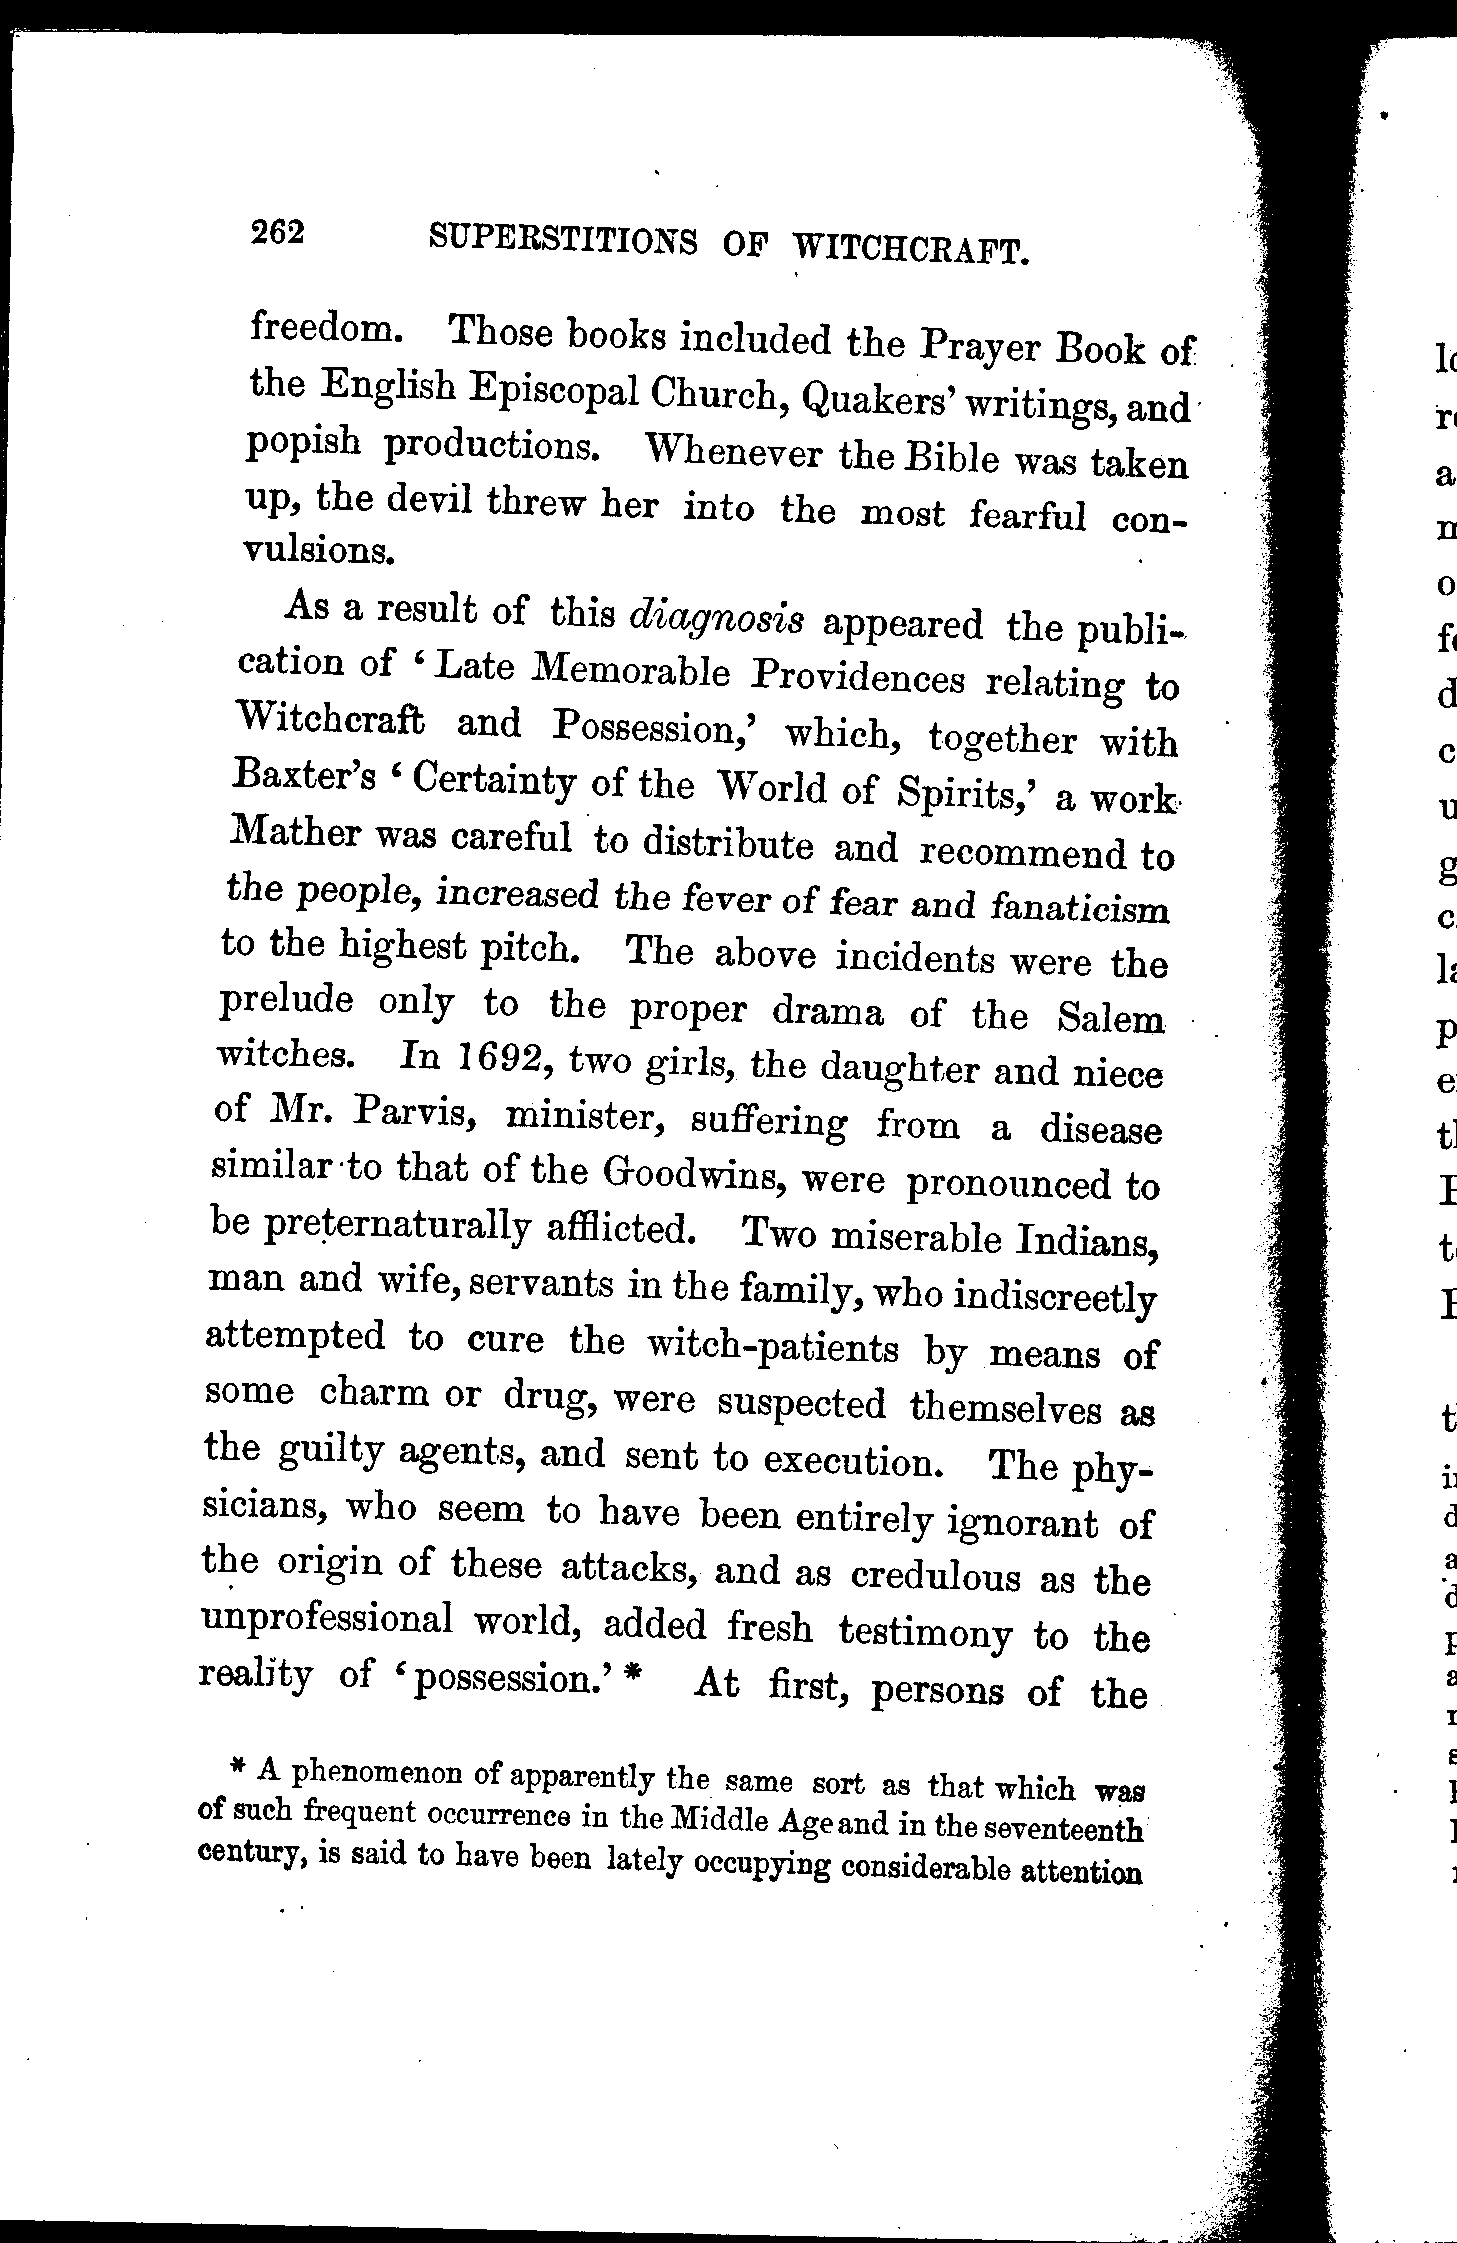 262 SUPERSTITIONS OF WITCHCRAFT.
freedom. Those books included the Prayer Book of
the English Episcopal Church, Quakers' writings, and
popish productions. Whenever the Bible was taken
up, the devil threw her into the most fearful con-
vulsions.
As a result of this diagnosis appeared the publi-
cation of ‘Late Memorable Providences relating to
Witchcraft and Possession,’ which, together with
Baxter's ‘Certainty of the World of Spirits,’ a work
Mather was careful to distribute and recommend to
the people, increased the fever of fear and fanaticism
to the highest pitch. The above incidents were the
prelude only to the proper drama of the Salem
witches. In 1692, two girls, the daughter and niece
of Mr. Parvis, minister, suffering from a disease
similar to that of the Goodwins, were pronounced to
be preternaturally afflicted. Two miserable Indians,
man and wife, servants in the family, who indiscreetly
attempted to cure the witch-patients by means of
some charm or drug, were suspected themselves as
the guilty agents, and sent to execution. The phy-
sicians, who seem to have been entirely ignorant of
the origin of these attacks, and as credulous as the
unprofessional world, added fresh testimony to the
reality of ‘possession.’* At first, persons of the
* A phenomenon of apparently the same sort as that which was
of such frequent occurrence in the Middle Age and in the seventeenth
century, is said to have been lately occupying considerable attention